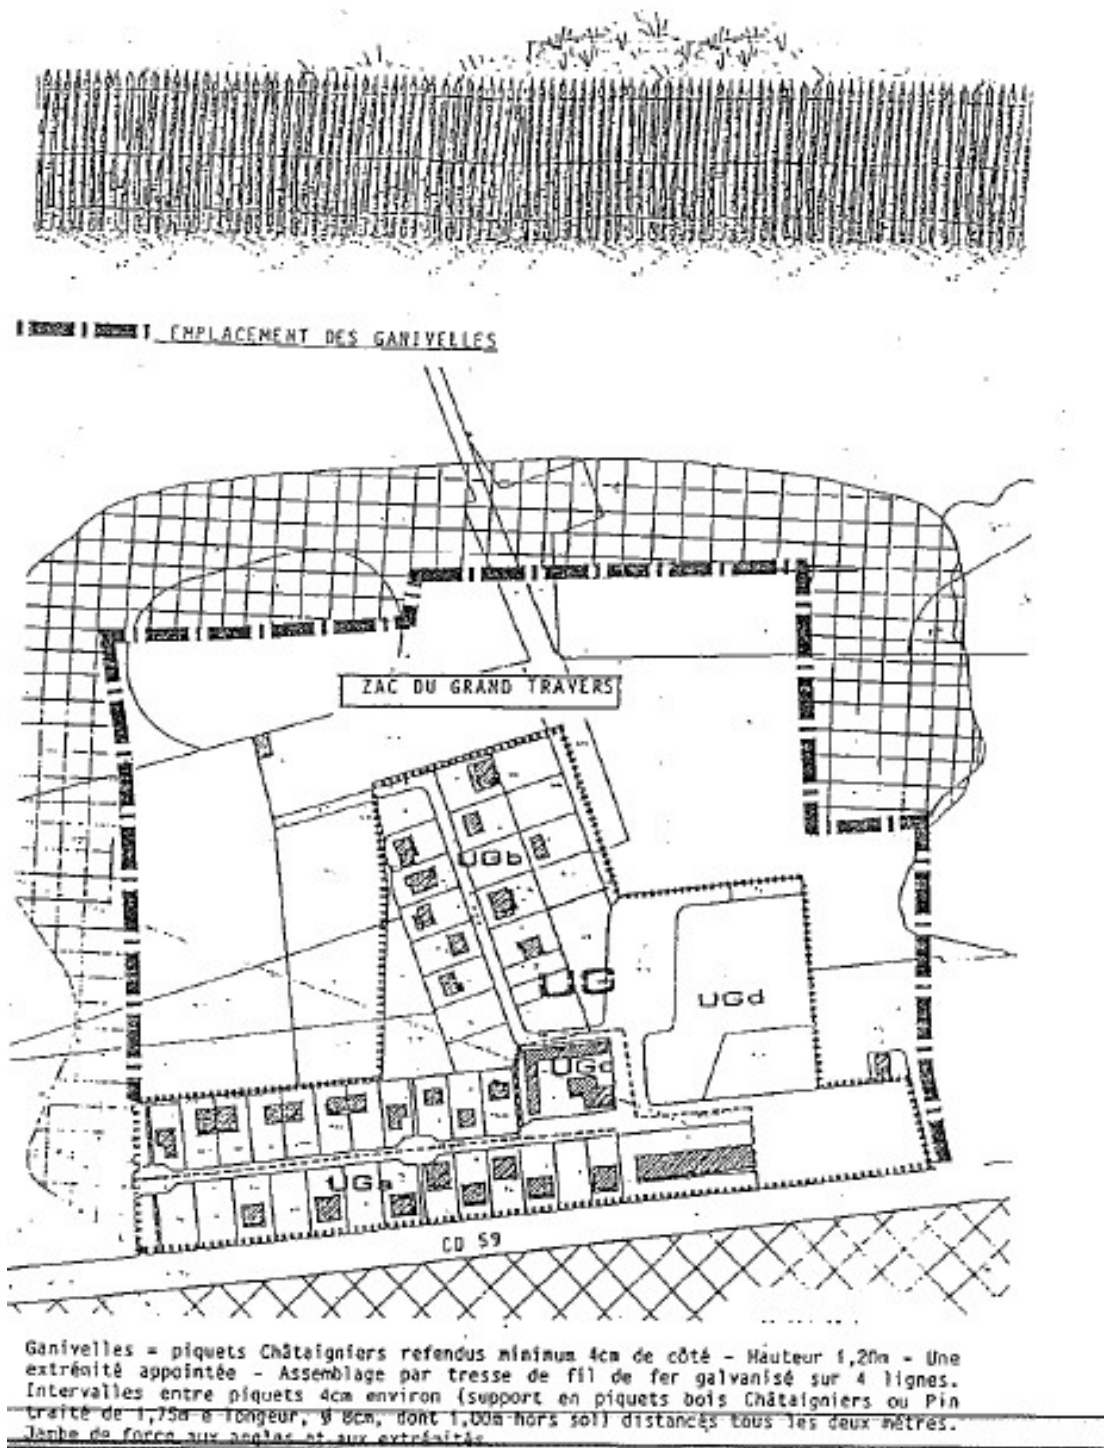 EMPLACEMENT DES GANIVELLES
ZAC DU GRAND TRAVERS
UGb
UG
UGd
UGc
UGa
CD 59
Ganivelles = piquets Châtaigniers refendus minimum 4cm de côté - Hauteur 1,20m - Une
extrémité appointée - Assemblage par tresse de fil de fer galvanisé sur 4 lignes.
Intervalles entre piquets 4cm environ (support en piquets bois Châtaigniers ou Pin
traité de 1,75m e longeur, Ø 8cm, dont 1,00m hors sol) distancés tous les deux mètres.
Jambe de force aux angles et aux extrémités